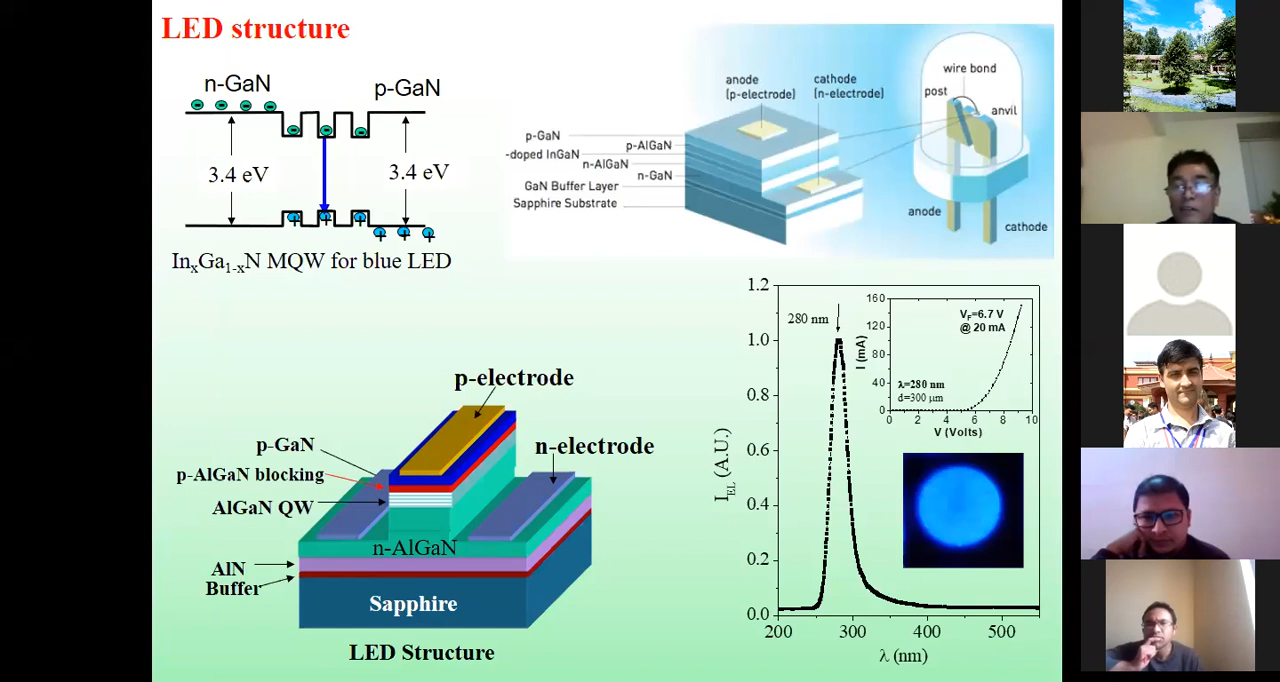 LED structure
n-GaN
p-GaN
3.4 eV
3.4 eV
InxGa1-xN MQW for blue LED
anode
(p-electrode)
cathode
(n-electrode)
p-GaN
p-AlGaN
-doped InGaN
n-AlGaN
n-GaN
GaN Buffer Layer
Sapphire Substrate
wire bond
post
anvil
anode
cathode
p-electrode
n-electrode
p-GaN
p-AlGaN blocking
AlGaN QW
n-AlGaN
AlN
Buffer
Sapphire
LED Structure
1.2
1.0
0.8
0.6
0.4
0.2
0.0
IEL (A.U.)
280 nm
200 300 400 500
λ (nm)
160
120
80
40
0
I (mA)
VF=6.7 V
@ 20 mA
λ=280 nm
d=300 μm
0 2 4 6 8 10
V (Volts)